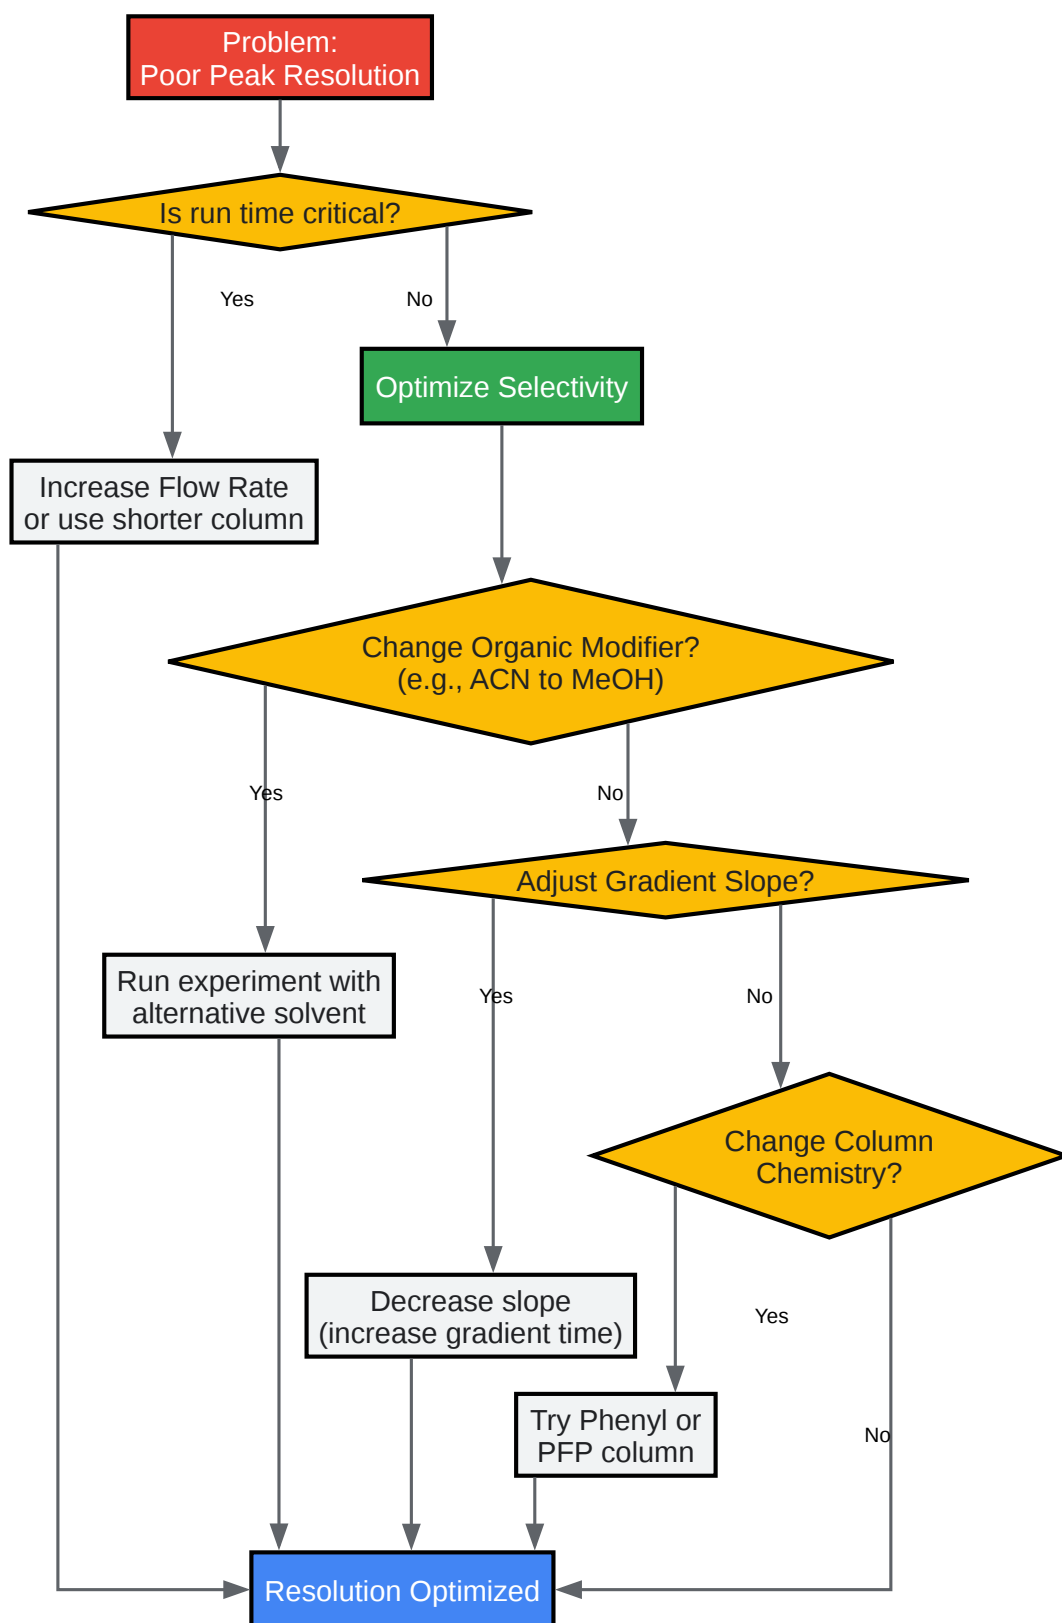 Problem:
Poor Peak Resolution
Is run time critical?
Yes
No
Optimize Selectivity
Increase Flow Rate
or use shorter column
Change Organic Modifier?
(e.g., ACN to MeOH)
Yes
No
Adjust Gradient Slope?
Run experiment with
alternative solvent
Yes
No
Change Column
Chemistry?
Decrease slope
(increase gradient time)
Yes
Try Phenyl or
PFP column
No
Resolution Optimized